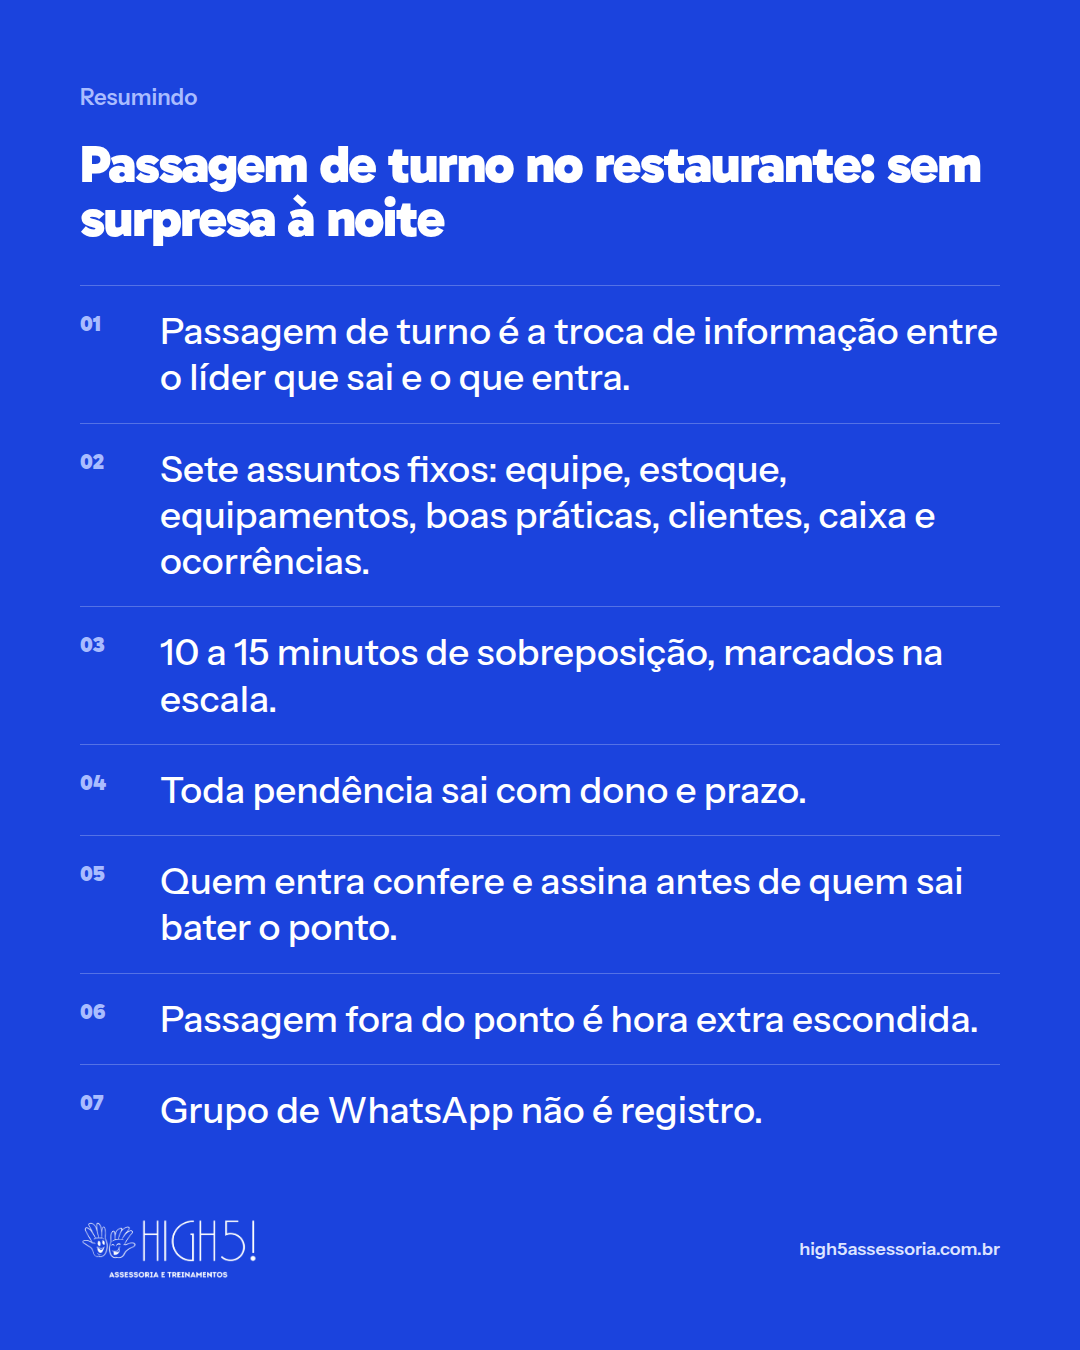 Resumindo
Passagem de turno no restaurante: sem
surpresa à noite
01
Passagem de turno é a troca de informação entre
o líder que sai e o que entra.
02
Sete assuntos fixos: equipe, estoque,
equipamentos, boas práticas, clientes, caixa e
ocorrências.
03
10 a 15 minutos de sobreposição, marcados na
escala.
04
Toda pendência sai com dono e prazo.
05
Quem entra confere e assina antes de quem sai
bater o ponto.
06
Passagem fora do ponto é hora extra escondida.
07
Grupo de WhatsApp não é registro.
HIGH5!
ASSESSORIA E TREINAMENTOS
high5assessoria.com.br